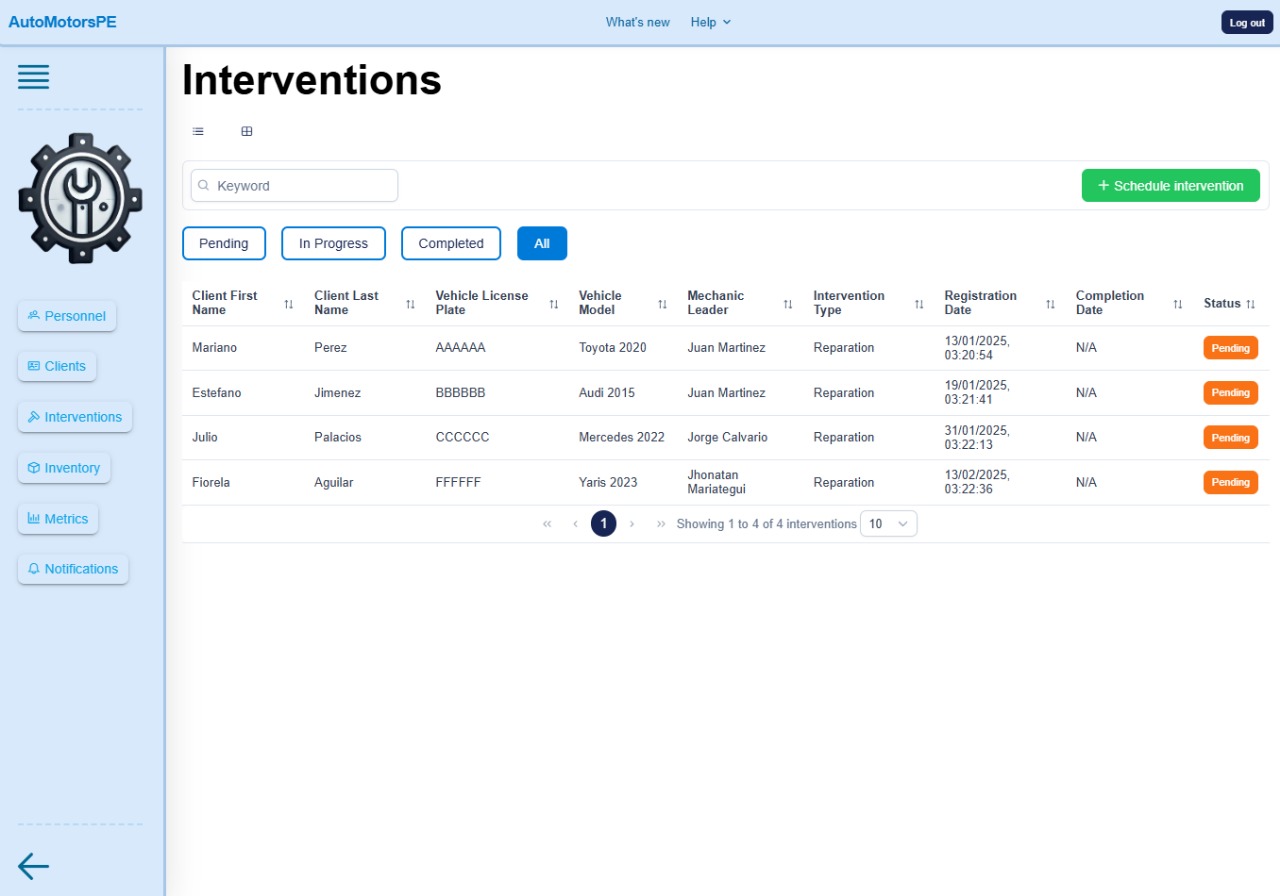 AutoMotorsPE
What's new
Help
Log out
Personnel
Clients
Interventions
Inventory
Metrics
Notifications
Interventions
Keyword
+ Schedule intervention
Pending In Progress Completed All
Client First Name Client Last Name Vehicle License Plate Vehicle Model Mechanic Leader Intervention Type Registration Date Completion Date Status
Mariano Perez AAAAAA Toyota 2020 Juan Martinez Reparation 13/01/2025, 03:20:54 N/A Pending
Estefano Jimenez BBBBBB Audi 2015 Juan Martinez Reparation 19/01/2025, 03:21:41 N/A Pending
Julio Palacios CCCCCC Mercedes 2022 Jorge Calvario Reparation 31/01/2025, 03:22:13 N/A Pending
Fiorela Aguilar FFFFFF Yaris 2023 Jhonatan Mariategui Reparation 13/02/2025, 03:22:36 N/A Pending
« ‹ 1 › » Showing 1 to 4 of 4 interventions 10